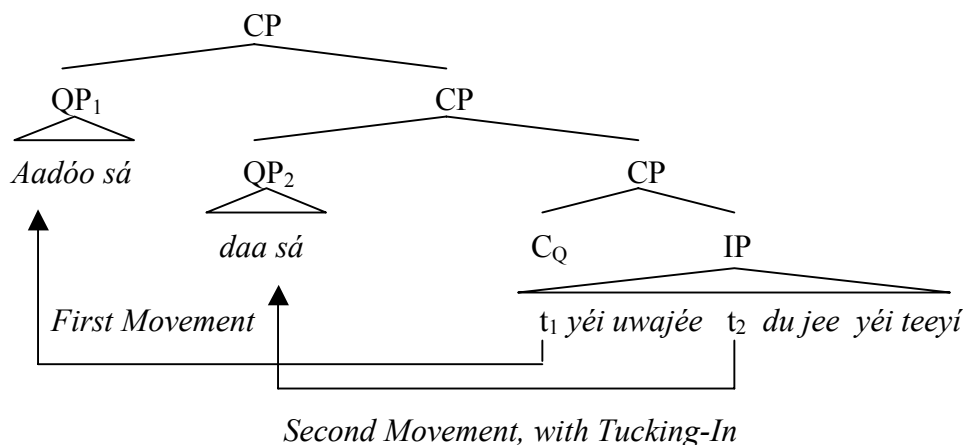 CP
QP₁ CP
Aadóo sá QP₂ CP
daa sá C_Q IP
First Movement t₁ yéi uwajée t₂ du jee yéi teeyí
Second Movement, with Tucking-In